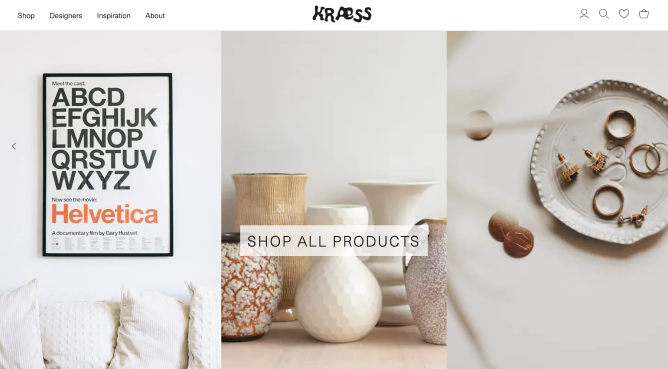 Shop
Designers
Inspiration
About
KRAESS
Meet the cast:
ABCD
EFGHIJK
LMNOP
QRSTUV
WXYZ
Now see the movie:
Helvetica
A documentary film by Gary Hustwit
SHOP ALL PRODUCTS